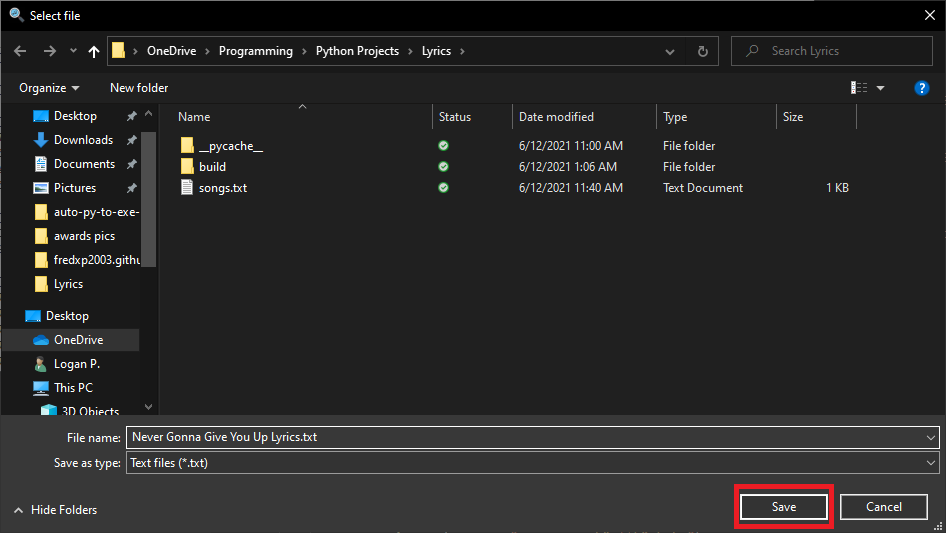 Select file
OneDrive > Programming > Python Projects > Lyrics >
Search Lyrics
Organize
New folder
Name
Status
Date modified
Type
Size
Desktop
Downloads
Documents
Pictures
auto-py-to-exe-
awards pics
fredxp2003.githu
Lyrics
Desktop
OneDrive
Logan P.
This PC
3D Objects
__pycache__ 6/12/2021 11:00 AM File folder
build 6/12/2021 1:06 AM File folder
songs.txt 6/12/2021 11:40 AM Text Document 1 KB
File name: Never Gonna Give You Up Lyrics.txt
Save as type: Text files (*.txt)
Hide Folders
Save
Cancel